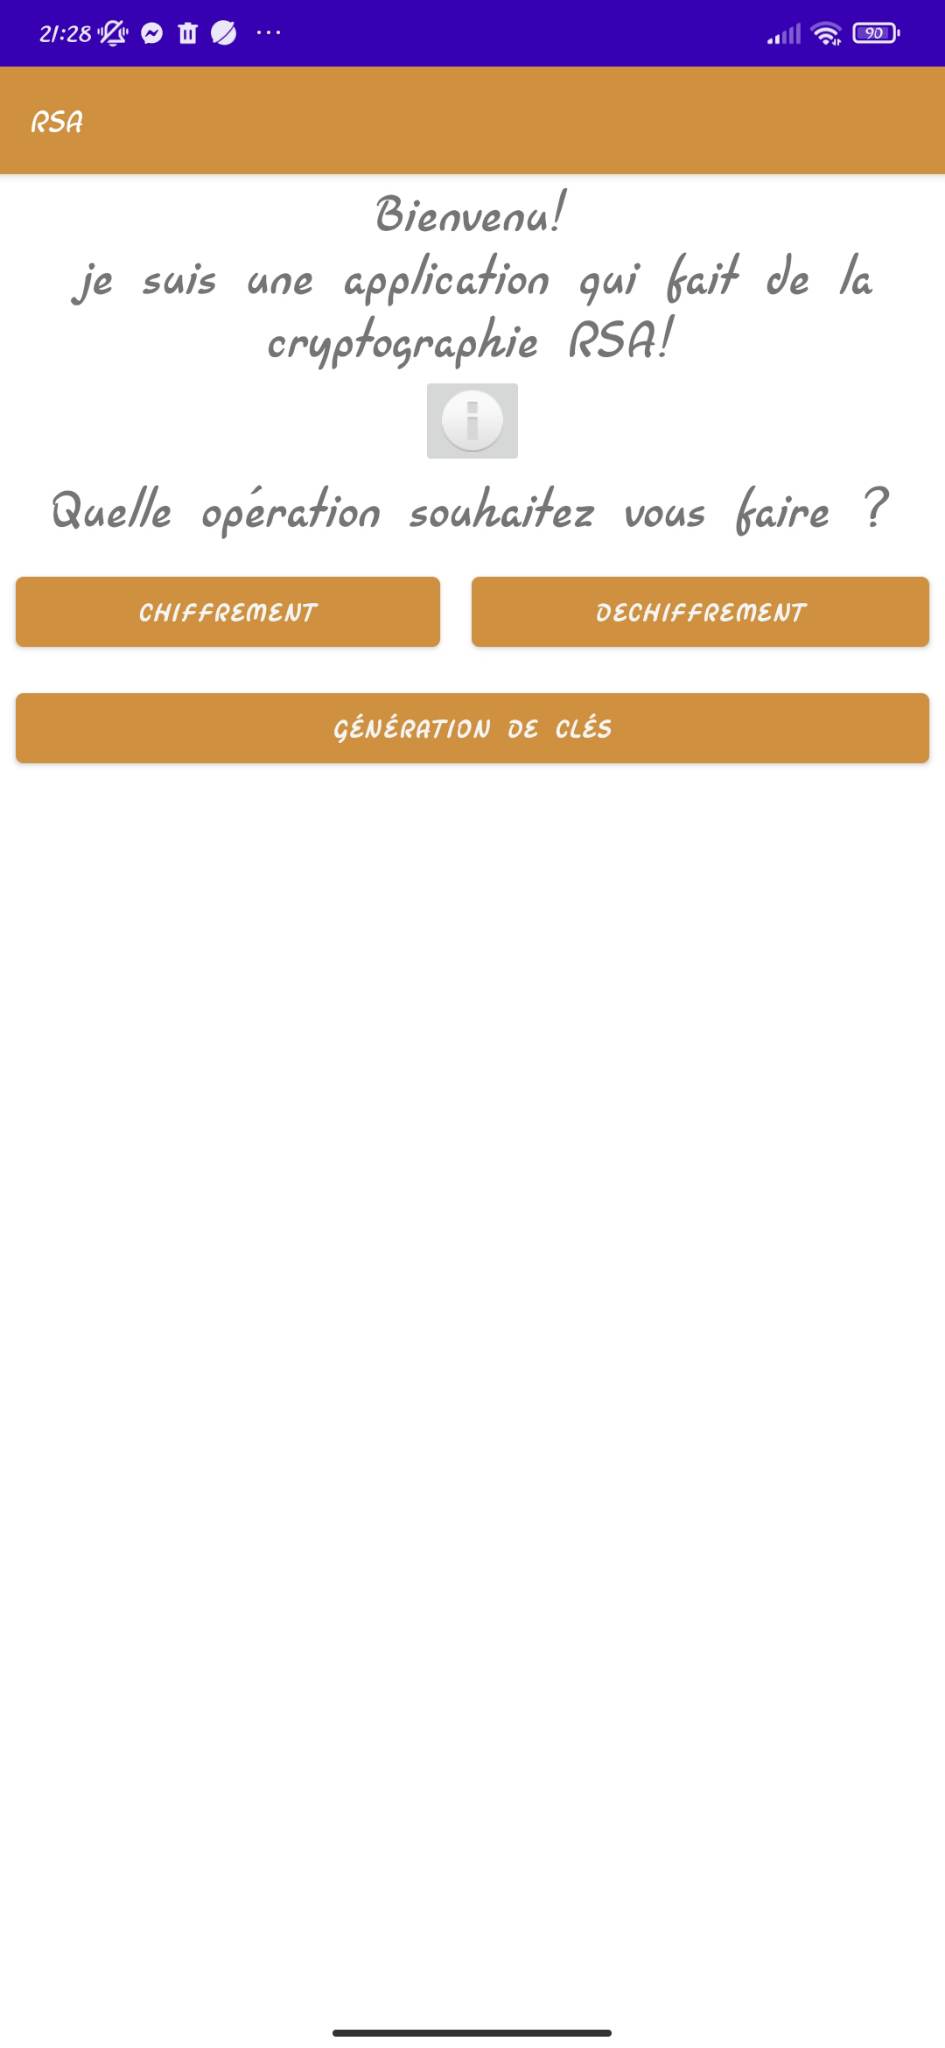 21:28 ... 90
RSA
Bienvenu!
je suis une application qui fait de la
cryptographie RSA!
Quelle opération souhaitez vous faire ?
CHIFFREMENT DECHIFFREMENT
GÉNÉRATION DE CLÉS